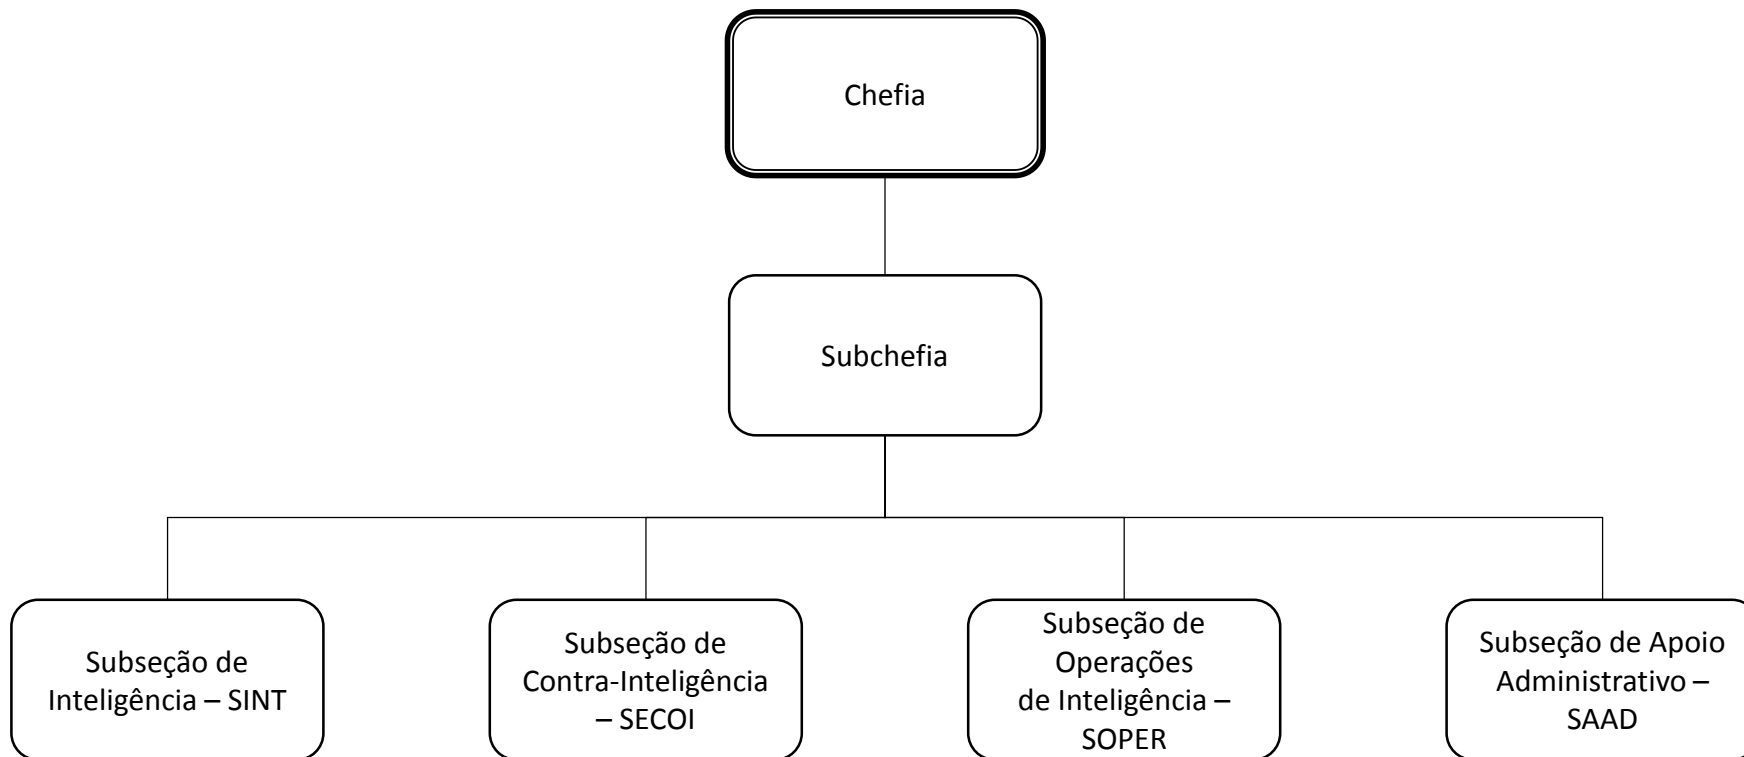 Chefia
Subchefia
Subseção de
Inteligência – SINT
Subseção de
Contra-Inteligência
– SECOI
Subseção de
Operações
de Inteligência –
SOPER
Subseção de Apoio
Administrativo –
SAAD